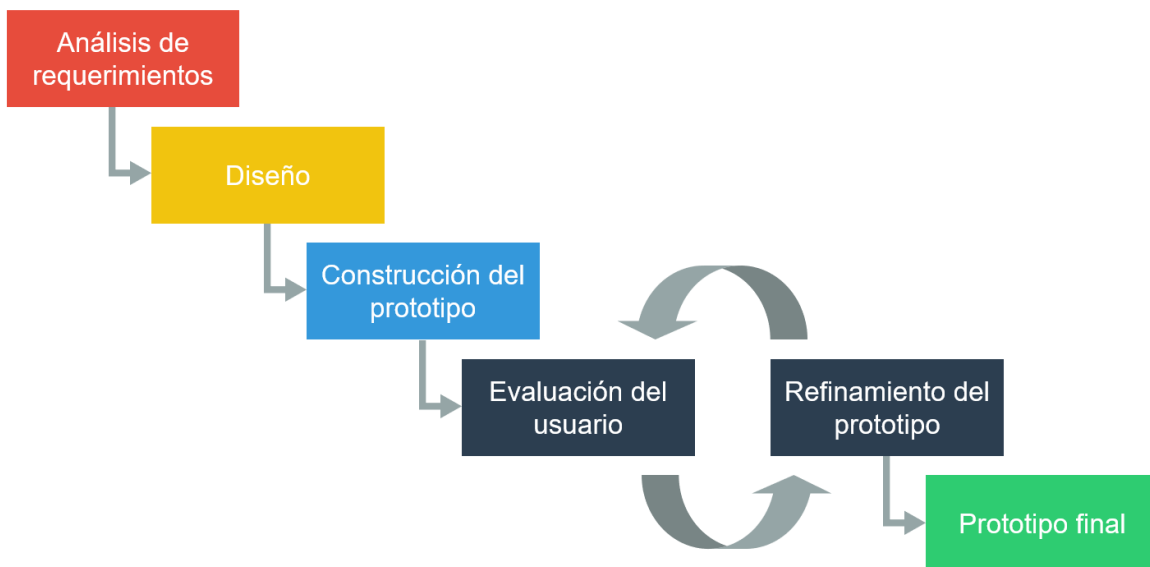 Análisis de
requerimientos
Diseño
Construcción del
prototipo
Evaluación del
usuario
Refinamiento del
prototipo
Prototipo final